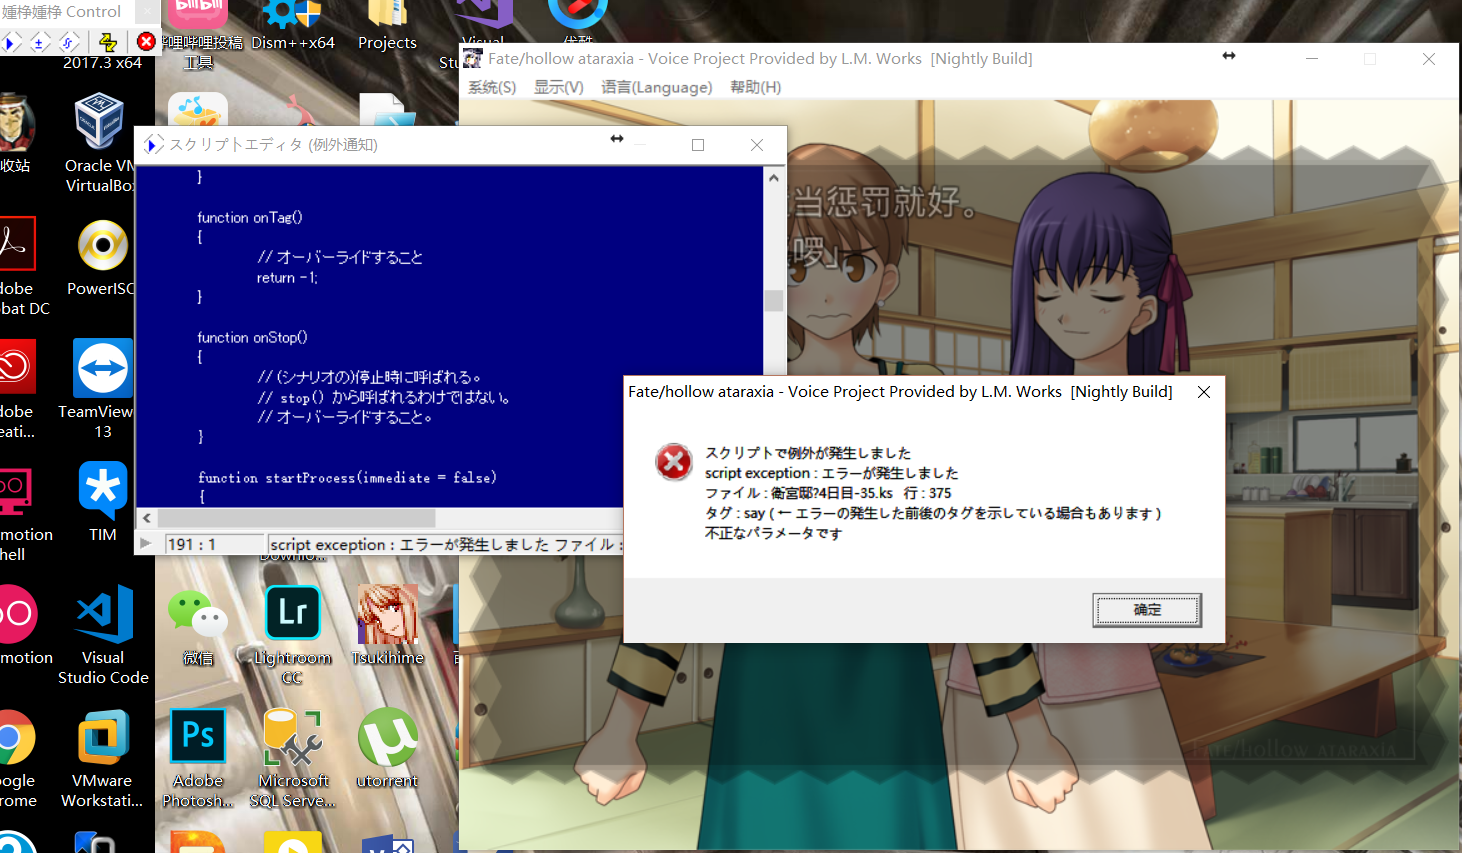 婳栫婳栫 Control
哔哩哔哩投稿
工具
Dism++x64
Projects
Visual
优酷
2017.3 x64
Fate/hollow ataraxia - Voice Project Provided by L.M. Works [Nightly Build]
系统(S) 显示(V) 语言(Language) 帮助(H)
当惩罚就好。
啰」
收站
Oracle VM
VirtualBox
スクリプトエディタ (例外通知)
}
function onTag()
{
// オーバーライドすること
return -1;
}
function onStop()
{
// (シナリオの)停止時に呼ばれる。
// stop() から呼ばれるわけではない。
// オーバーライドすること。
}
function startProcess(immediate = false)
{
191 : 1
script exception : エラーが発生しました ファイル :
Fate/hollow ataraxia - Voice Project Provided by L.M. Works [Nightly Build]
スクリプトで例外が発生しました
script exception : エラーが発生しました
ファイル : 衛宮邸?4日目-35.ks 行 : 375
タグ : say ( ← エラーの発生した前後のタグを示している場合もあります )
不正なパラメータです
确定
dobe
obat DC
PowerISO
dobe
eati...
TeamViewer
13
omotion
hell
TIM
omotion
Visual
Studio Code
微信
Lr
Lightroom
CC
Tsukihime
oogle
hrome
VMware
Workstati...
Ps
Adobe
Photosh...
Microsoft
SQL Serve...
utorrent
Fate/hollow ataraxia